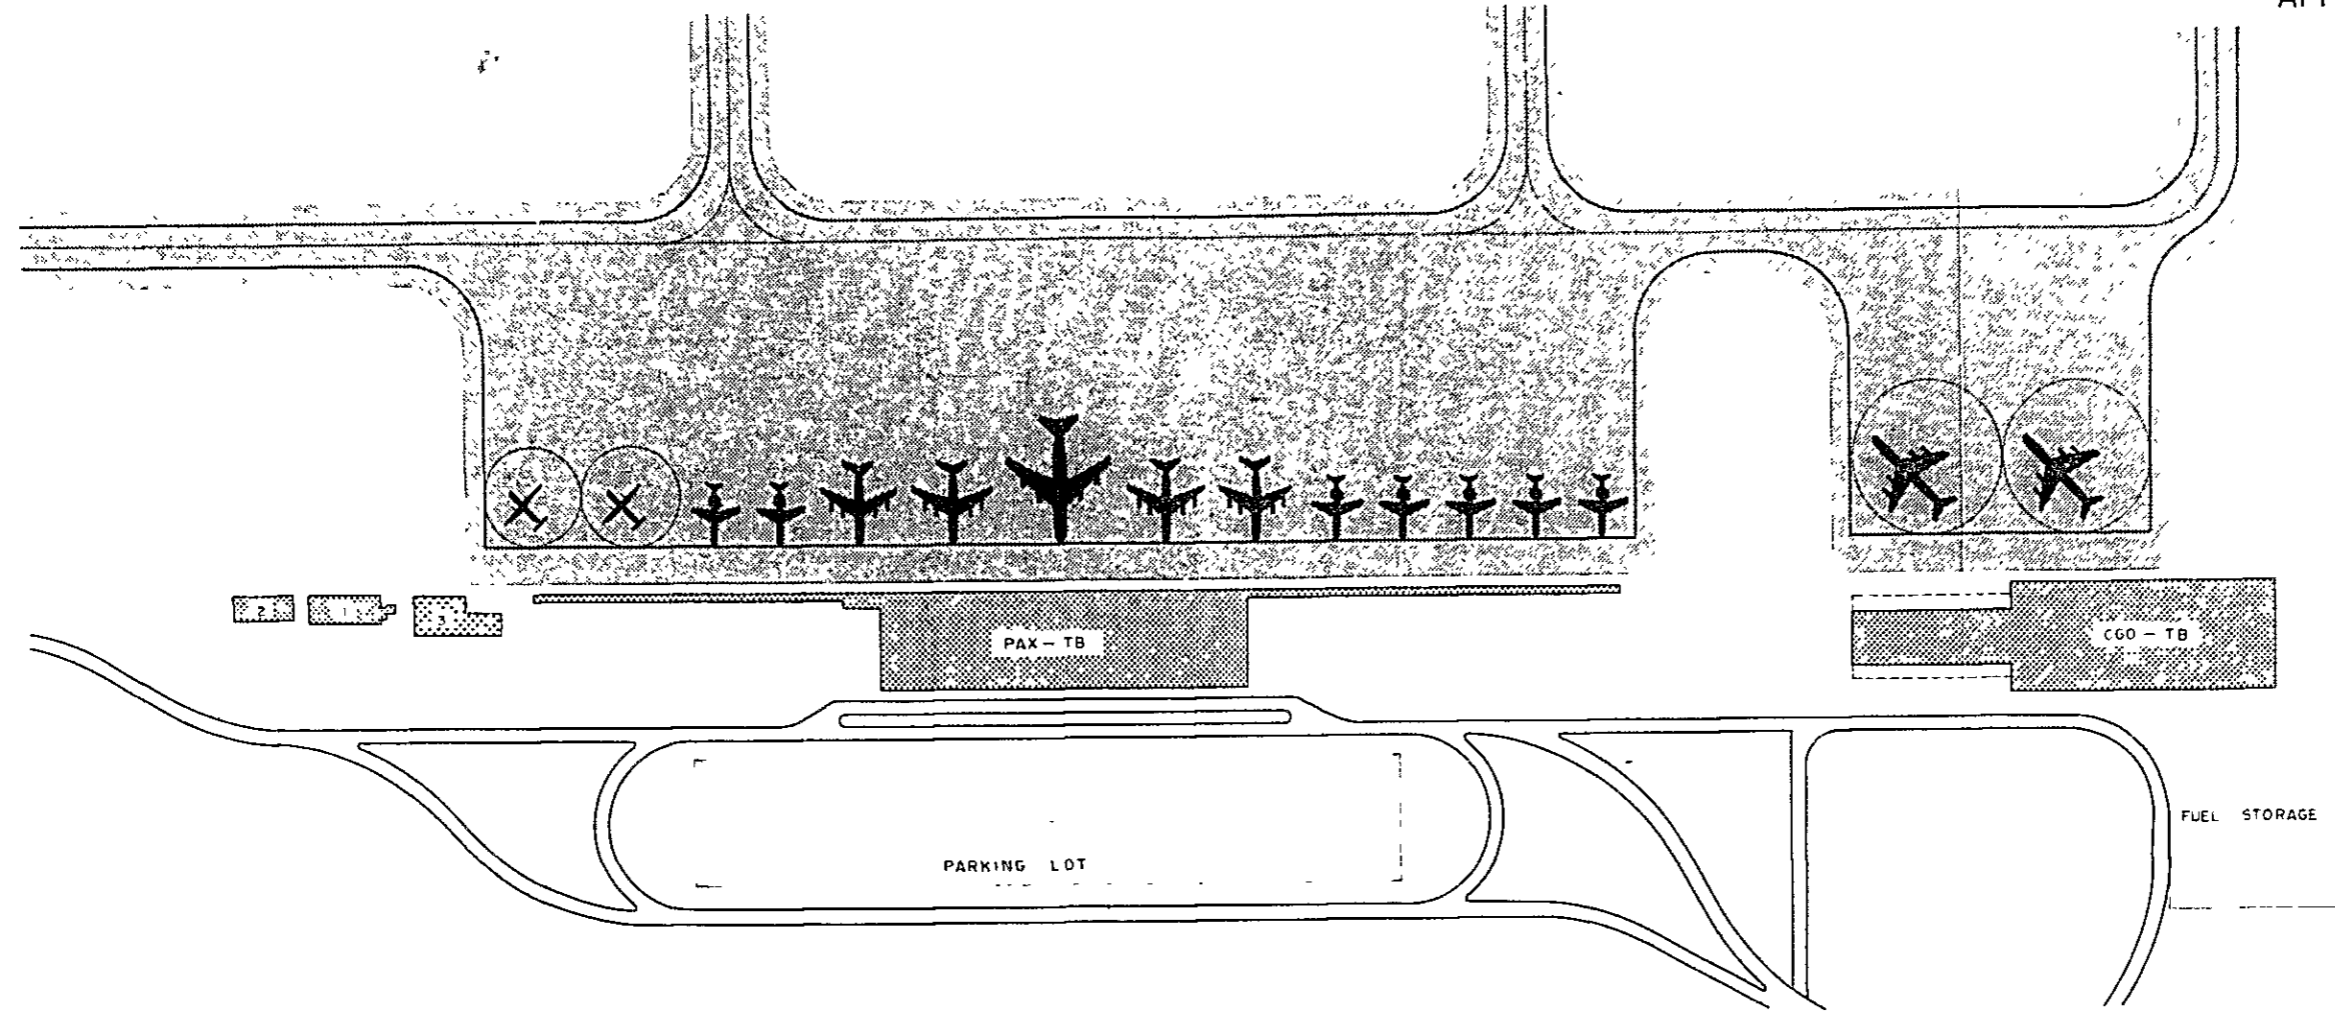 2
1
3
PAX - TB
CGO - TB
FUEL STORAGE
PARKING LOT